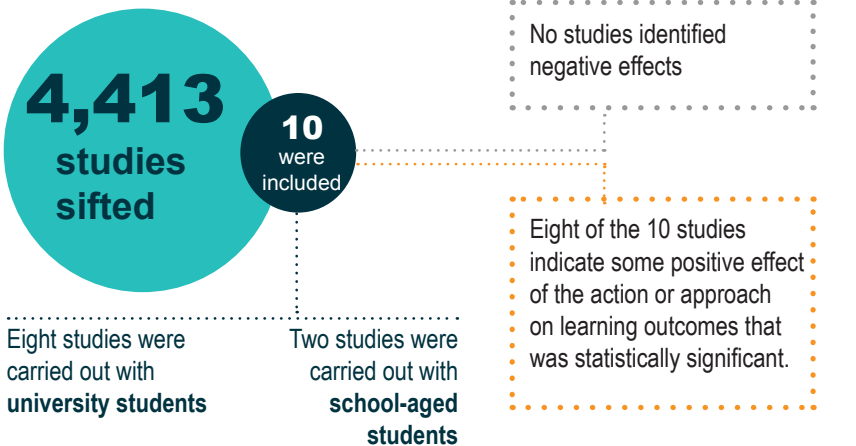 4,413
studies
sifted
10
were
included
No studies identified
negative effects
Eight of the 10 studies
indicate some positive effect
of the action or approach
on learning outcomes that
was statistically significant.
Eight studies were
carried out with
university students
Two studies were
carried out with
school-aged
students